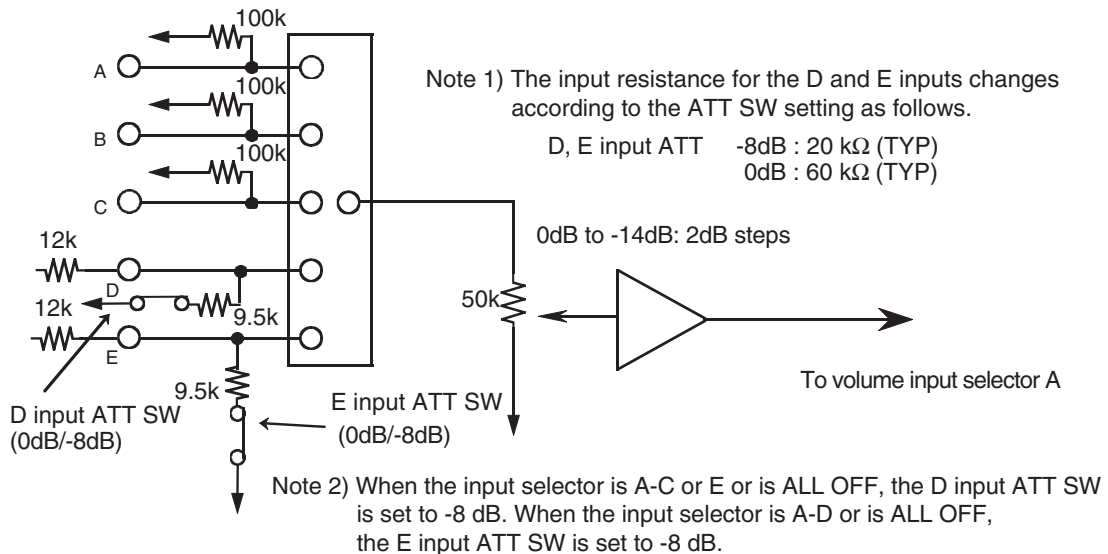 100k
A
100k
B
100k
C
12k
D
12k
9.5k
E
9.5k
D input ATT SW
(0dB/-8dB)
E input ATT SW
(0dB/-8dB)
Note 1) The input resistance for the D and E inputs changes
according to the ATT SW setting as follows.
D, E input ATT -8dB : 20 kΩ (TYP)
0dB : 60 kΩ (TYP)
0dB to -14dB: 2dB steps
50k
To volume input selector A
Note 2) When the input selector is A-C or E or is ALL OFF, the D input ATT SW
is set to -8 dB. When the input selector is A-D or is ALL OFF,
the E input ATT SW is set to -8 dB.